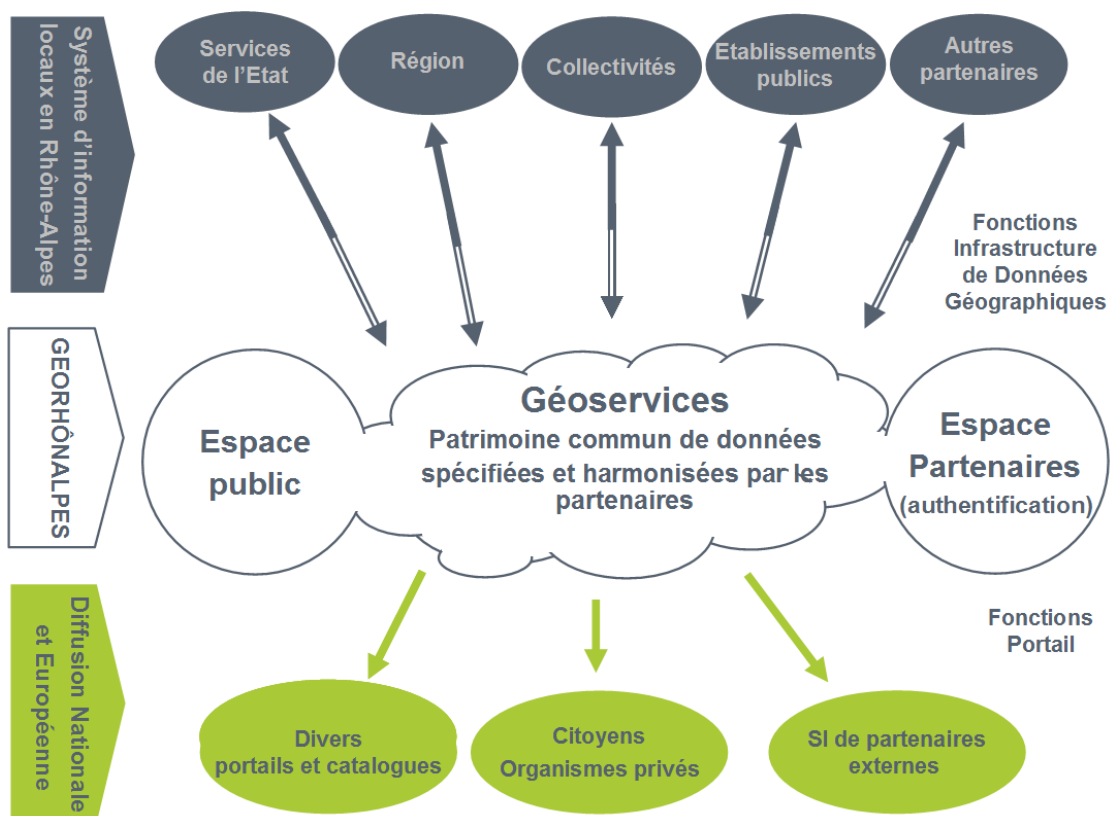 Système d'information
locaux en Rhône-Alpes
Services
de l'Etat
Région
Collectivités
Etablissements
publics
Autres
partenaires
Fonctions
Infrastructure
de Données
Géographiques
GEORHÔNALPES
Espace
public
Géoservices
Patrimoine commun de données
spécifiées et harmonisées par les
partenaires
Espace
Partenaires
(authentification)
Diffusion Nationale
et Européenne
Fonctions
Portail
Divers
portails et catalogues
Citoyens
Organismes privés
SI de partenaires
externes